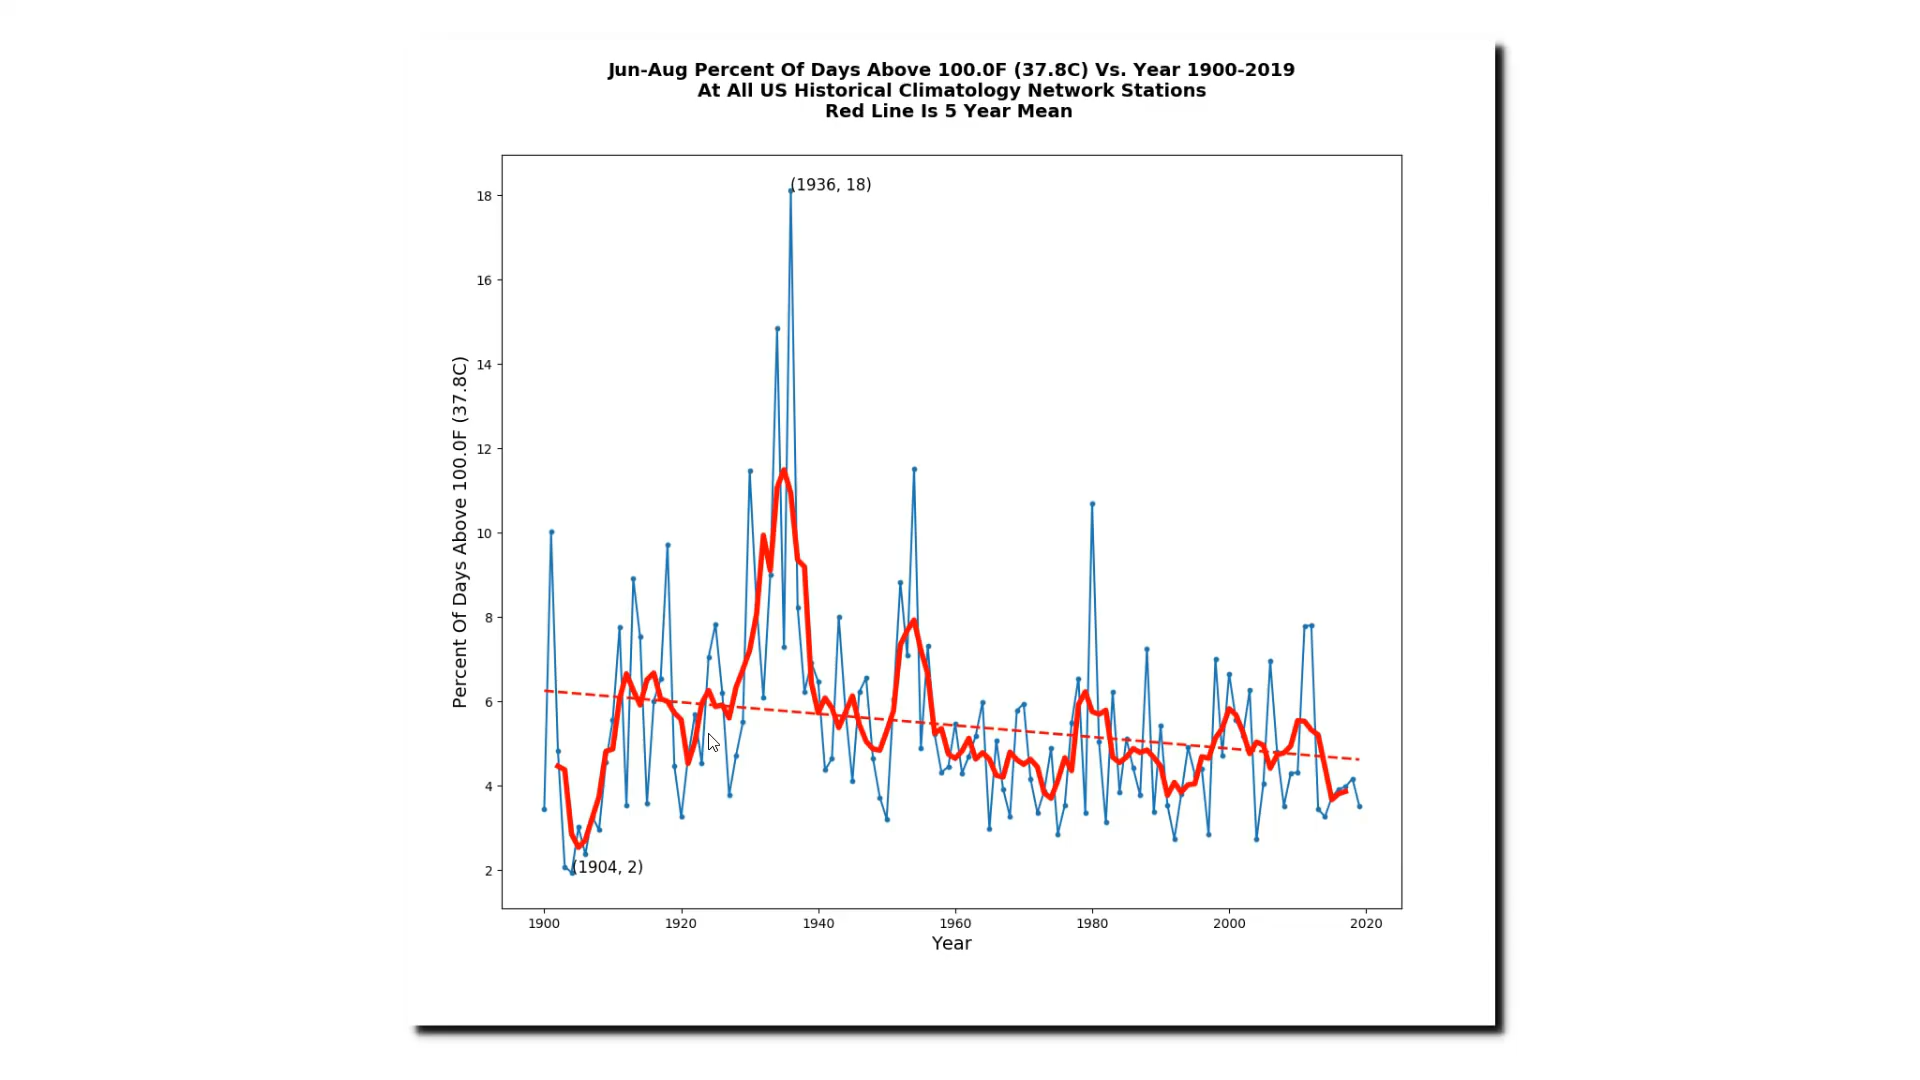 Jun-Aug Percent Of Days Above 100.0F (37.8C) Vs. Year 1900-2019
At All US Historical Climatology Network Stations
Red Line Is 5 Year Mean
(1936, 18)
18
16
14
12
10
8
6
4
2
Percent Of Days Above 100.0F (37.8C)
(1904, 2)
1900 1920 1940 1960 1980 2000 2020
Year